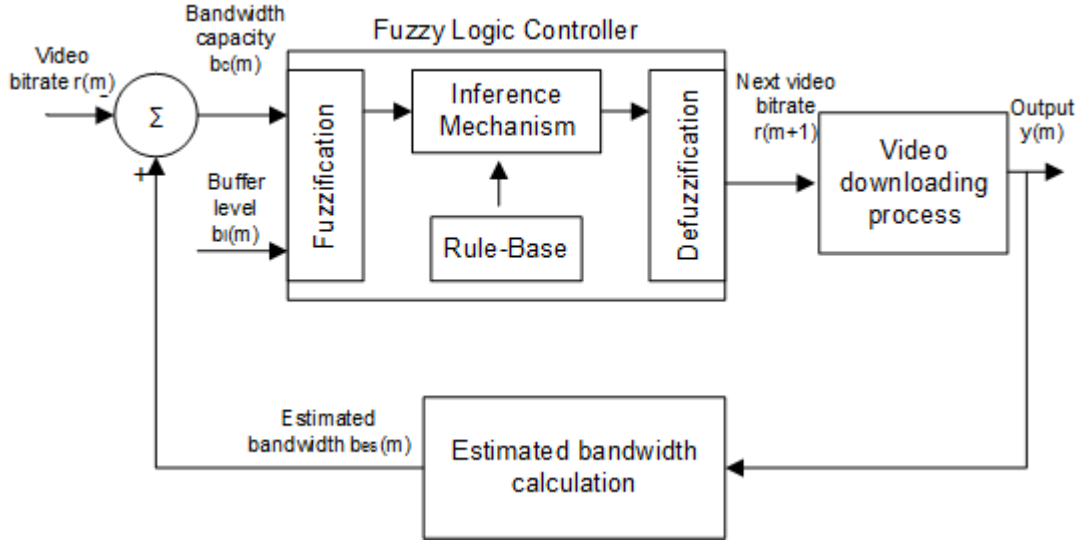 Video
bitrate r(m)
-
Σ
+
Bandwidth
capacity
bc(m)
Buffer
level
bl(m)
Fuzzy Logic Controller
Fuzzification
Inference
Mechanism
Rule-Base
Defuzzification
Next video
bitrate
r(m+1)
Video
downloading
process
Output
y(m)
Estimated
bandwidth bes(m)
Estimated bandwidth
calculation